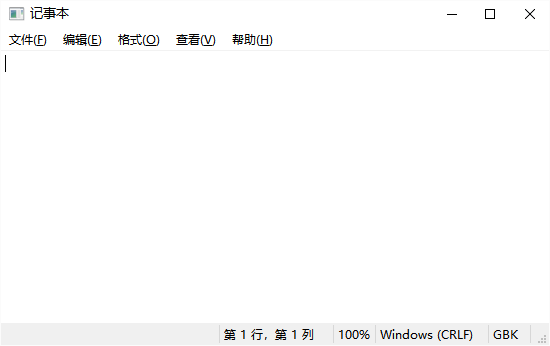 记事本
文件(F) 编辑(E) 格式(O) 查看(V) 帮助(H)
第 1 行，第 1 列 100% Windows (CRLF) GBK